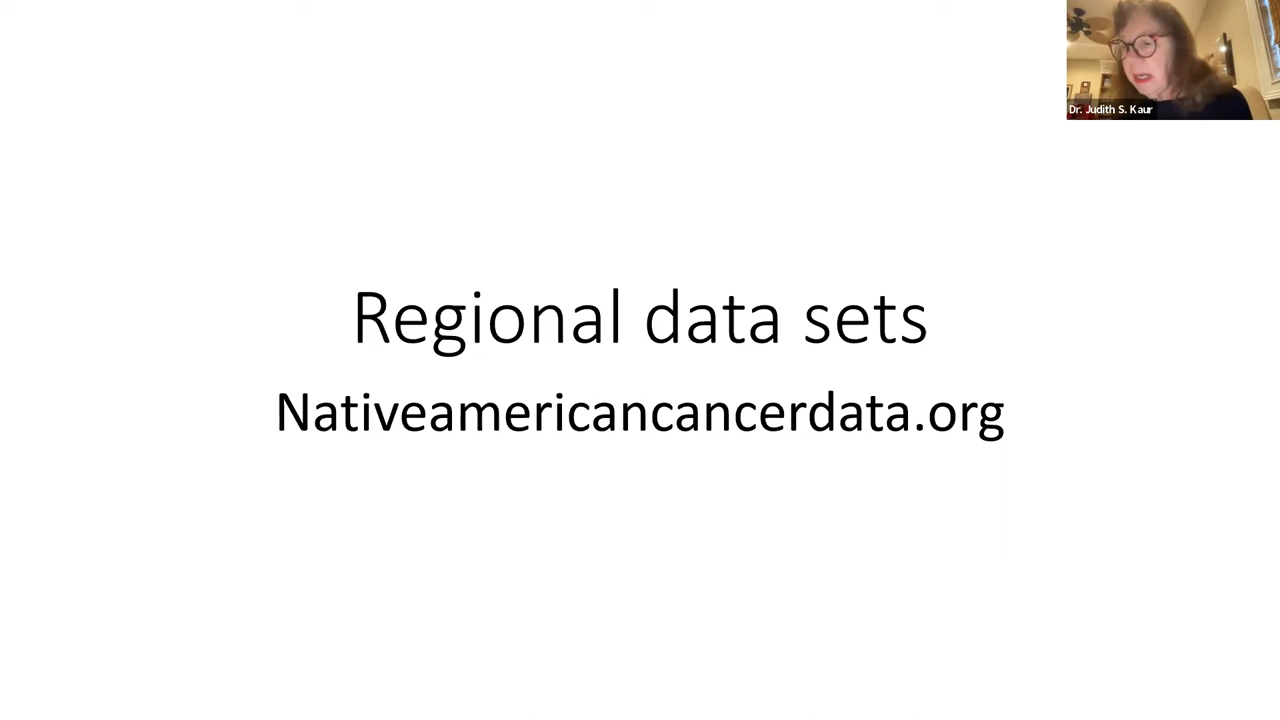 Dr. Judith S. Kaur
Regional data sets
Nativeamericancancerdata.org